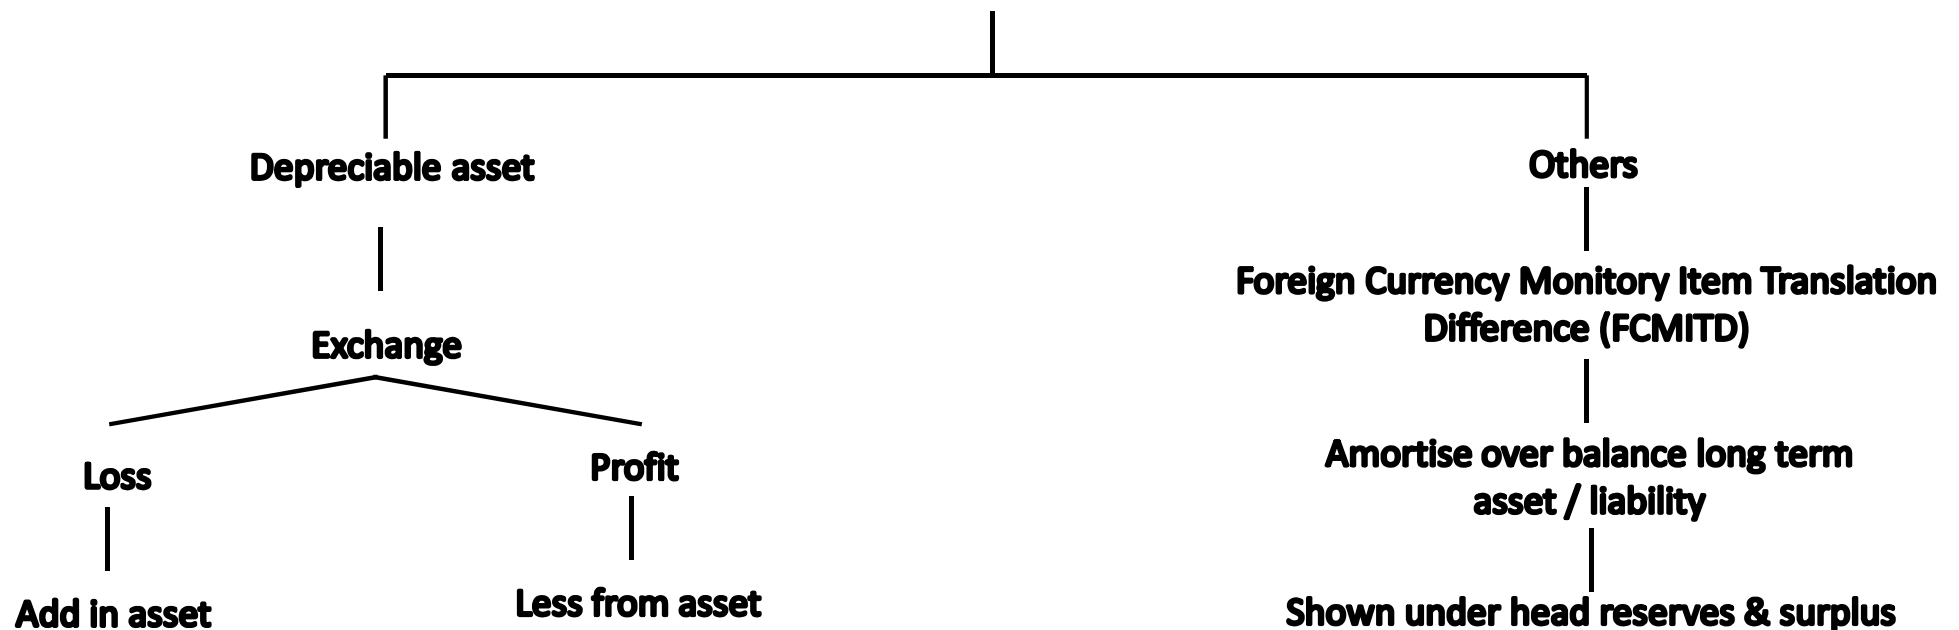 Depreciable asset
Others
Exchange
Foreign Currency Monitory Item Translation
Difference (FCMITD)
Loss
Profit
Amortise over balance long term
asset / liability
Add in asset
Less from asset
Shown under head reserves & surplus